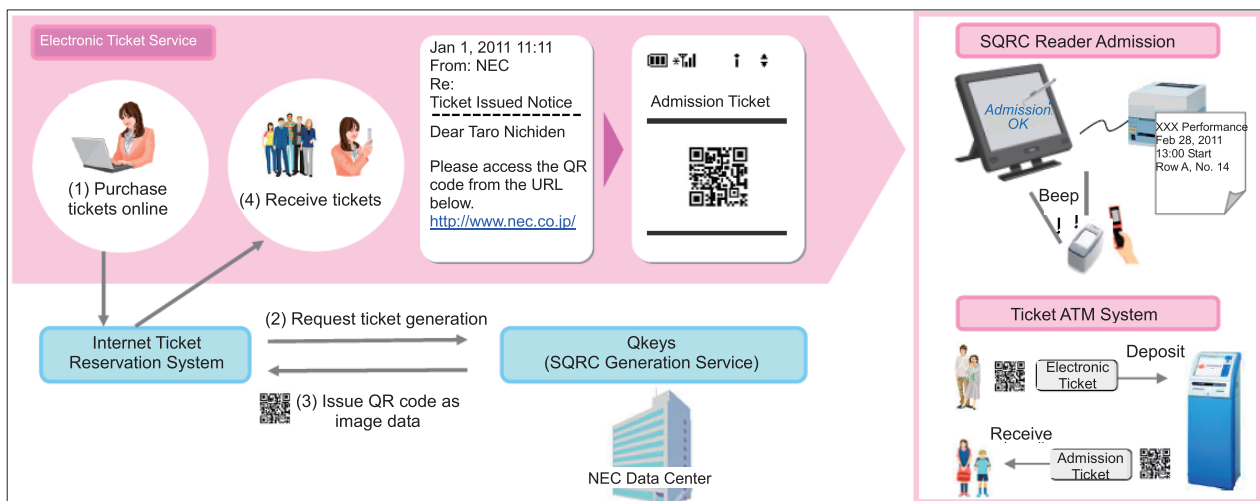 Electronic Ticket Service
(1) Purchase
tickets online
(4) Receive tickets
Jan 1, 2011 11:11
From: NEC
Re:
Ticket Issued Notice
Dear Taro Nichiden
Please access the QR
code from the URL
below.
http://www.nec.co.jp/
Admission Ticket
Internet Ticket
Reservation System
(2) Request ticket generation
(3) Issue QR code as
image data
Qkeys
(SQRC Generation Service)
NEC Data Center
SQRC Reader Admission
Admission
OK
XXX Performance
Feb 28, 2011
13:00 Start
Row A, No. 14
Beep
! !
Ticket ATM System
Deposit
Electronic
Ticket
Receive
Admission
Ticket